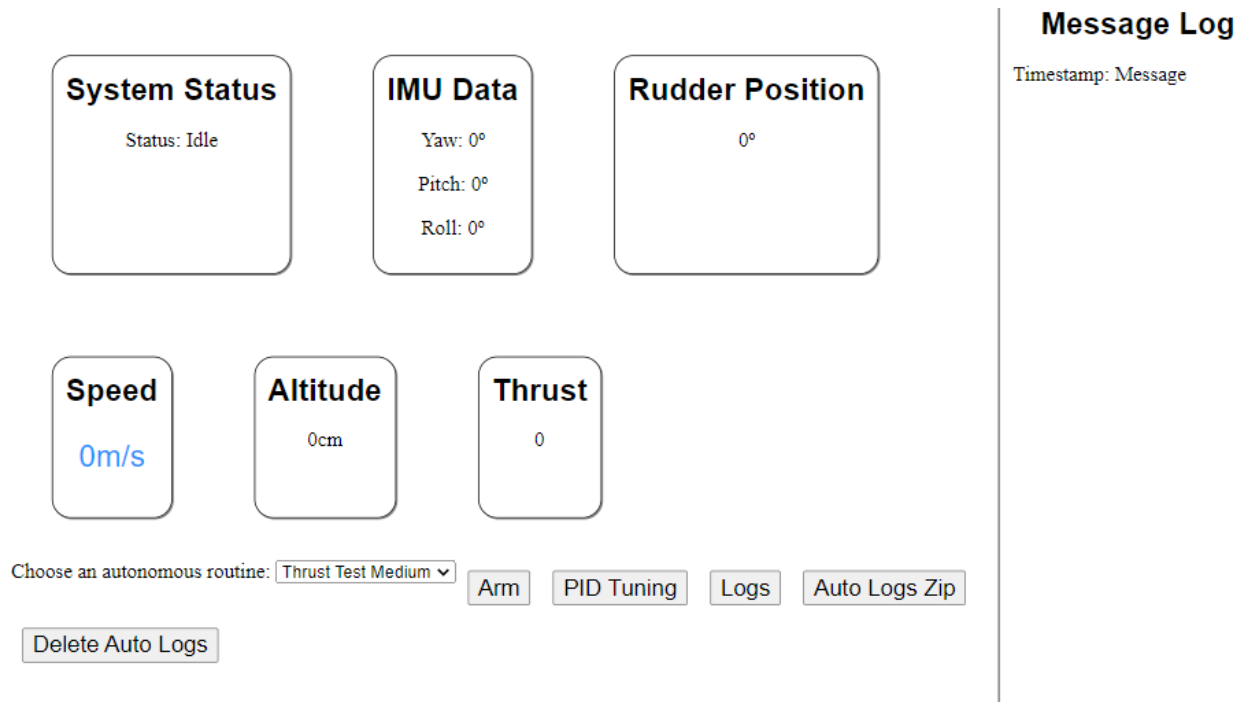 System Status
Status: Idle
IMU Data
Yaw: 0º
Pitch: 0º
Roll: 0º
Rudder Position
0º
Speed
0m/s
Altitude
0cm
Thrust
0
Choose an autonomous routine: Thrust Test Medium
Arm
PID Tuning
Logs
Auto Logs Zip
Delete Auto Logs
Message Log
Timestamp: Message